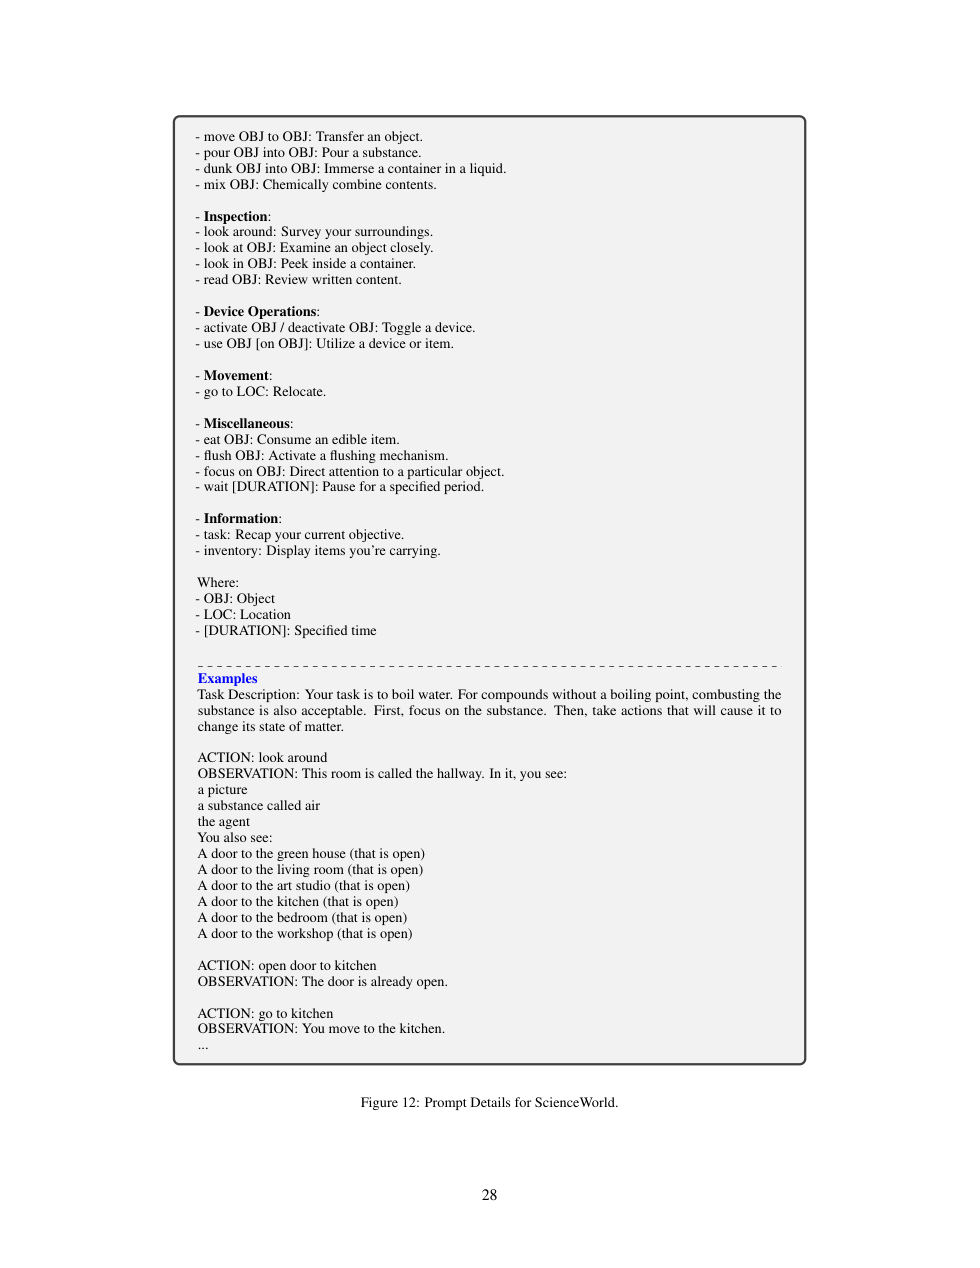 - move OBJ to OBJ: Transfer an object.
- pour OBJ into OBJ: Pour a substance.
- dunk OBJ into OBJ: Immerse a container in a liquid.
- mix OBJ: Chemically combine contents.
- Inspection:
- look around: Survey your surroundings.
- look at OBJ: Examine an object closely.
- look in OBJ: Peek inside a container.
- read OBJ: Review written content.
- Device Operations:
- activate OBJ / deactivate OBJ: Toggle a device.
- use OBJ [on OBJ]: Utilize a device or item.
- Movement:
- go to LOC: Relocate.
- Miscellaneous:
- eat OBJ: Consume an edible item.
- flush OBJ: Activate a flushing mechanism.
- focus on OBJ: Direct attention to a particular object.
- wait [DURATION]: Pause for a specified period.
- Information:
- task: Recap your current objective.
- inventory: Display items you're carrying.
Where:
- OBJ: Object
- LOC: Location
- [DURATION]: Specified time
Examples
Task Description: Your task is to boil water. For compounds without a boiling point, combusting the
substance is also acceptable. First, focus on the substance. Then, take actions that will cause it to
change its state of matter.
ACTION: look around
OBSERVATION: This room is called the hallway. In it, you see:
a picture
a substance called air
the agent
You also see:
A door to the green house (that is open)
A door to the living room (that is open)
A door to the art studio (that is open)
A door to the kitchen (that is open)
A door to the bedroom (that is open)
A door to the workshop (that is open)
ACTION: open door to kitchen
OBSERVATION: The door is already open.
ACTION: go to kitchen
OBSERVATION: You move to the kitchen.
...
Figure 12: Prompt Details for ScienceWorld.
28